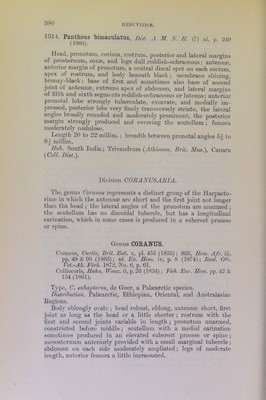 200 REDUVIIDÆ.
1314. Pantheus bimaculatus, Dist. A. M. N. H. (7) xi, p. 210
(1903).
Head, pronotum, corium, rostrum, posterior and lateral margins
of prosternum, coxæ, and legs dull reddish-ochraceous; antennæ,
anterior margin of pronotum, a central discal spot on each corium,
apex of rostrum, and body beneath black; membrane shining,
bronzy-black; base of first and sometimes also base of second
joint of antennæ, extreme apex of abdomen, and lateral margins
of fifth and sixth segments reddish-ochraceous or luteous; anterior
pronotal lobe strongly tuberculate, excavate, and medially im-
pressed, posterior lobe very finely transversely striate, the lateral
angles broadly rounded and moderately prominent, the posterior
margin strongly produced and covering the scutellum; femora
moderately nodulose.
Length 20 to 22 millim.; breadth between pronotal angles 5½ to
6½ millim.
Hab. South India; Trivandrum (Athinson, Brit. Mus.), Canara
(Coll. Dist.).
Division CORANUSARIA.
The genus Coranus represents a distinct group of the Harpacto-
rinæ in which the antennæ are short and the first joint not longer
than the head; the lateral angles of the pronotum are unarmed;
the scutellum has no discoidal tubercle, but has a longitudinal
carination, which in some cases is produced in a suberect process
or spine.
Genus CORANUS.
Coranus, Curtis, Brit. Ent. x, pl. 453 (1833); Stål, Hem. Afr. iii,
pp. 49 & 93 (1865); id. En. Hem. iv, p. 8 (1874); Reut. Öfv.
Vet.-Ak. Förh. 1872, No. 6, p. 61.
Colliocoris, Hahn, Wanz. ii, p. 23 (1834); Fieb. Eur. Hem. pp. 42 &
154 (1861).
Type, C. subapterus, de Geer, a Palæarctic species.
Distribution. Palæarctic, Ethiopian, Oriental, and Australasian
Regions.
Body oblongly ovate; head robust, oblong, antennæ short, first
joint as long as the head or a little shorter; rostrum with the
first and second joints variable in length; pronotum unarmed,
constricted before middle; scutellum with a medial carination
sometimes produced in an elevated suberect process or spine;
mesosternum anteriorly provided with a small marginal tubercle;
abdomen on each side moderately ampliated; legs of moderate
length, anterior femora a little incrassated.